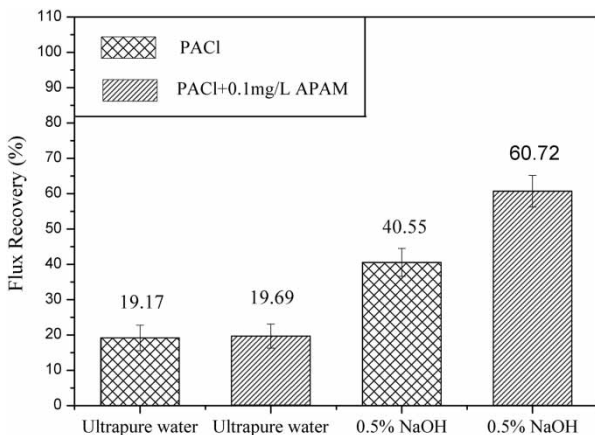 110
100
90
80
70
60
50
40
30
20
10
0
Flux Recovery (%)
PACl
PACl+0.1mg/L APAM
19.17
19.69
40.55
60.72
Ultrapure water
Ultrapure water
0.5% NaOH
0.5% NaOH